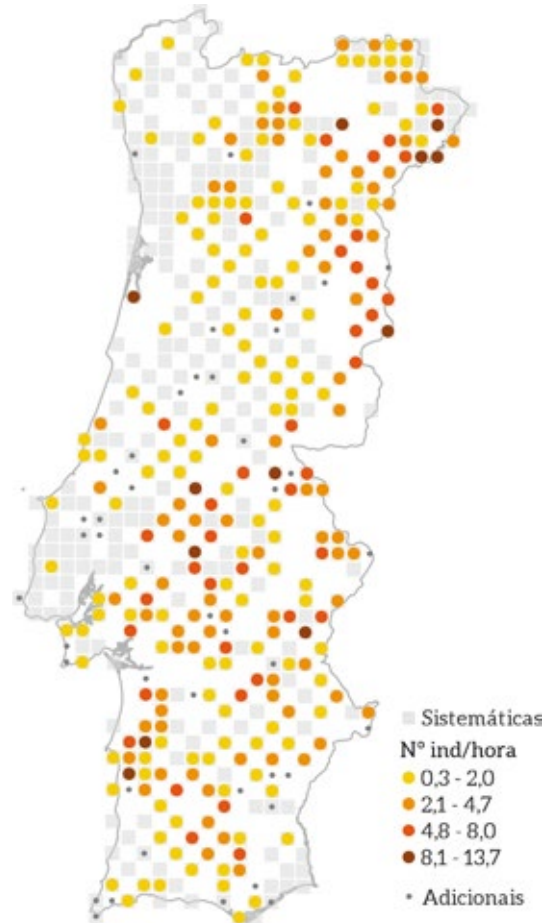 Sistemáticas
N° ind/hora
0,3 - 2,0
2,1 - 4,7
4,8 - 8,0
8,1 - 13,7
Adicionais